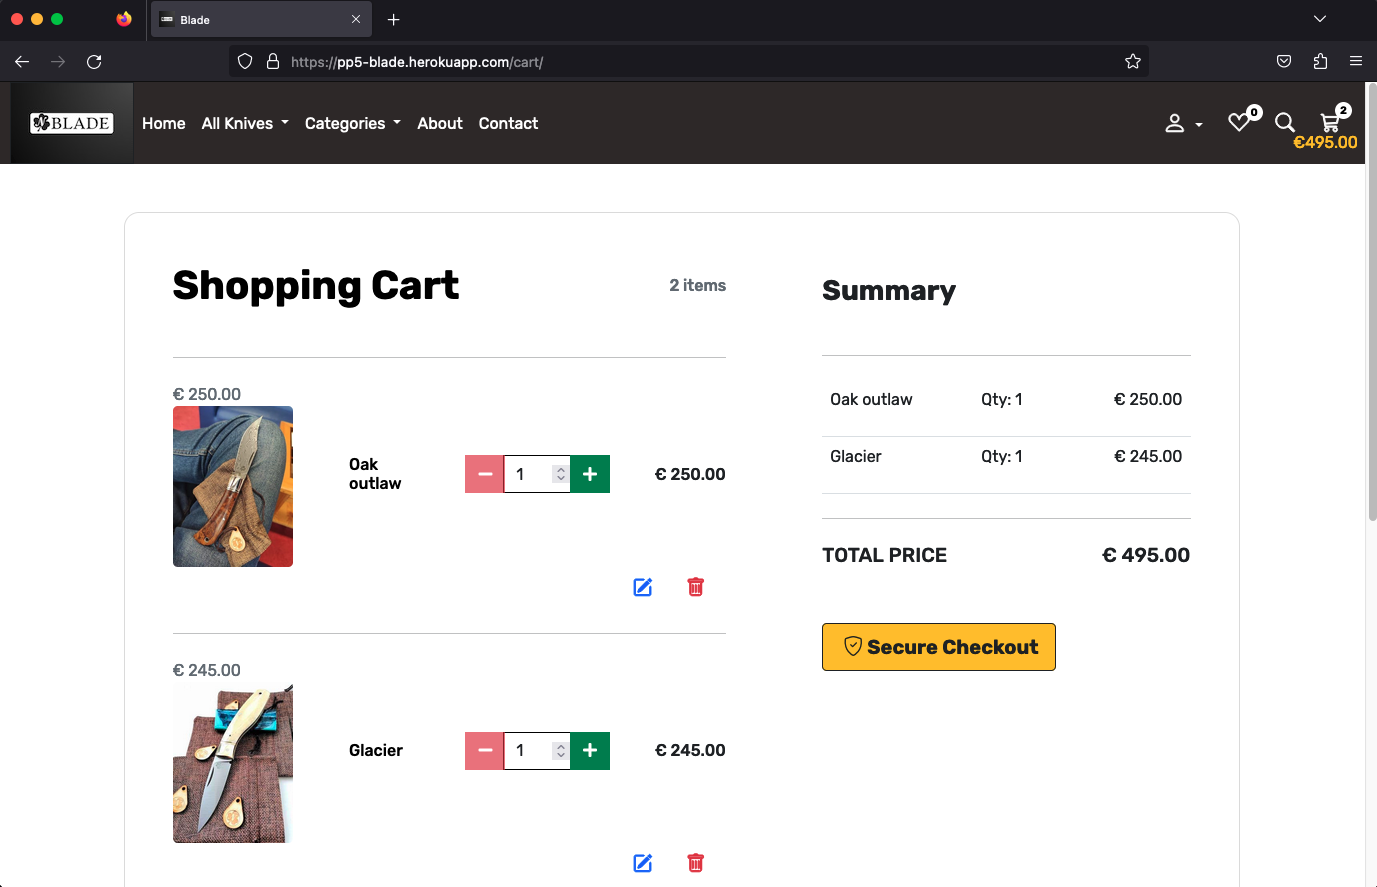 Blade
https://pp5-blade.herokuapp.com/cart/
BLADE
Home
All Knives
Categories
About
Contact
0
2
€495.00
Shopping Cart
2 items
€ 250.00
Oak
outlaw
1
€ 250.00
€ 245.00
Glacier
1
€ 245.00
Summary
Oak outlaw Qty: 1 € 250.00
Glacier Qty: 1 € 245.00
TOTAL PRICE € 495.00
Secure Checkout